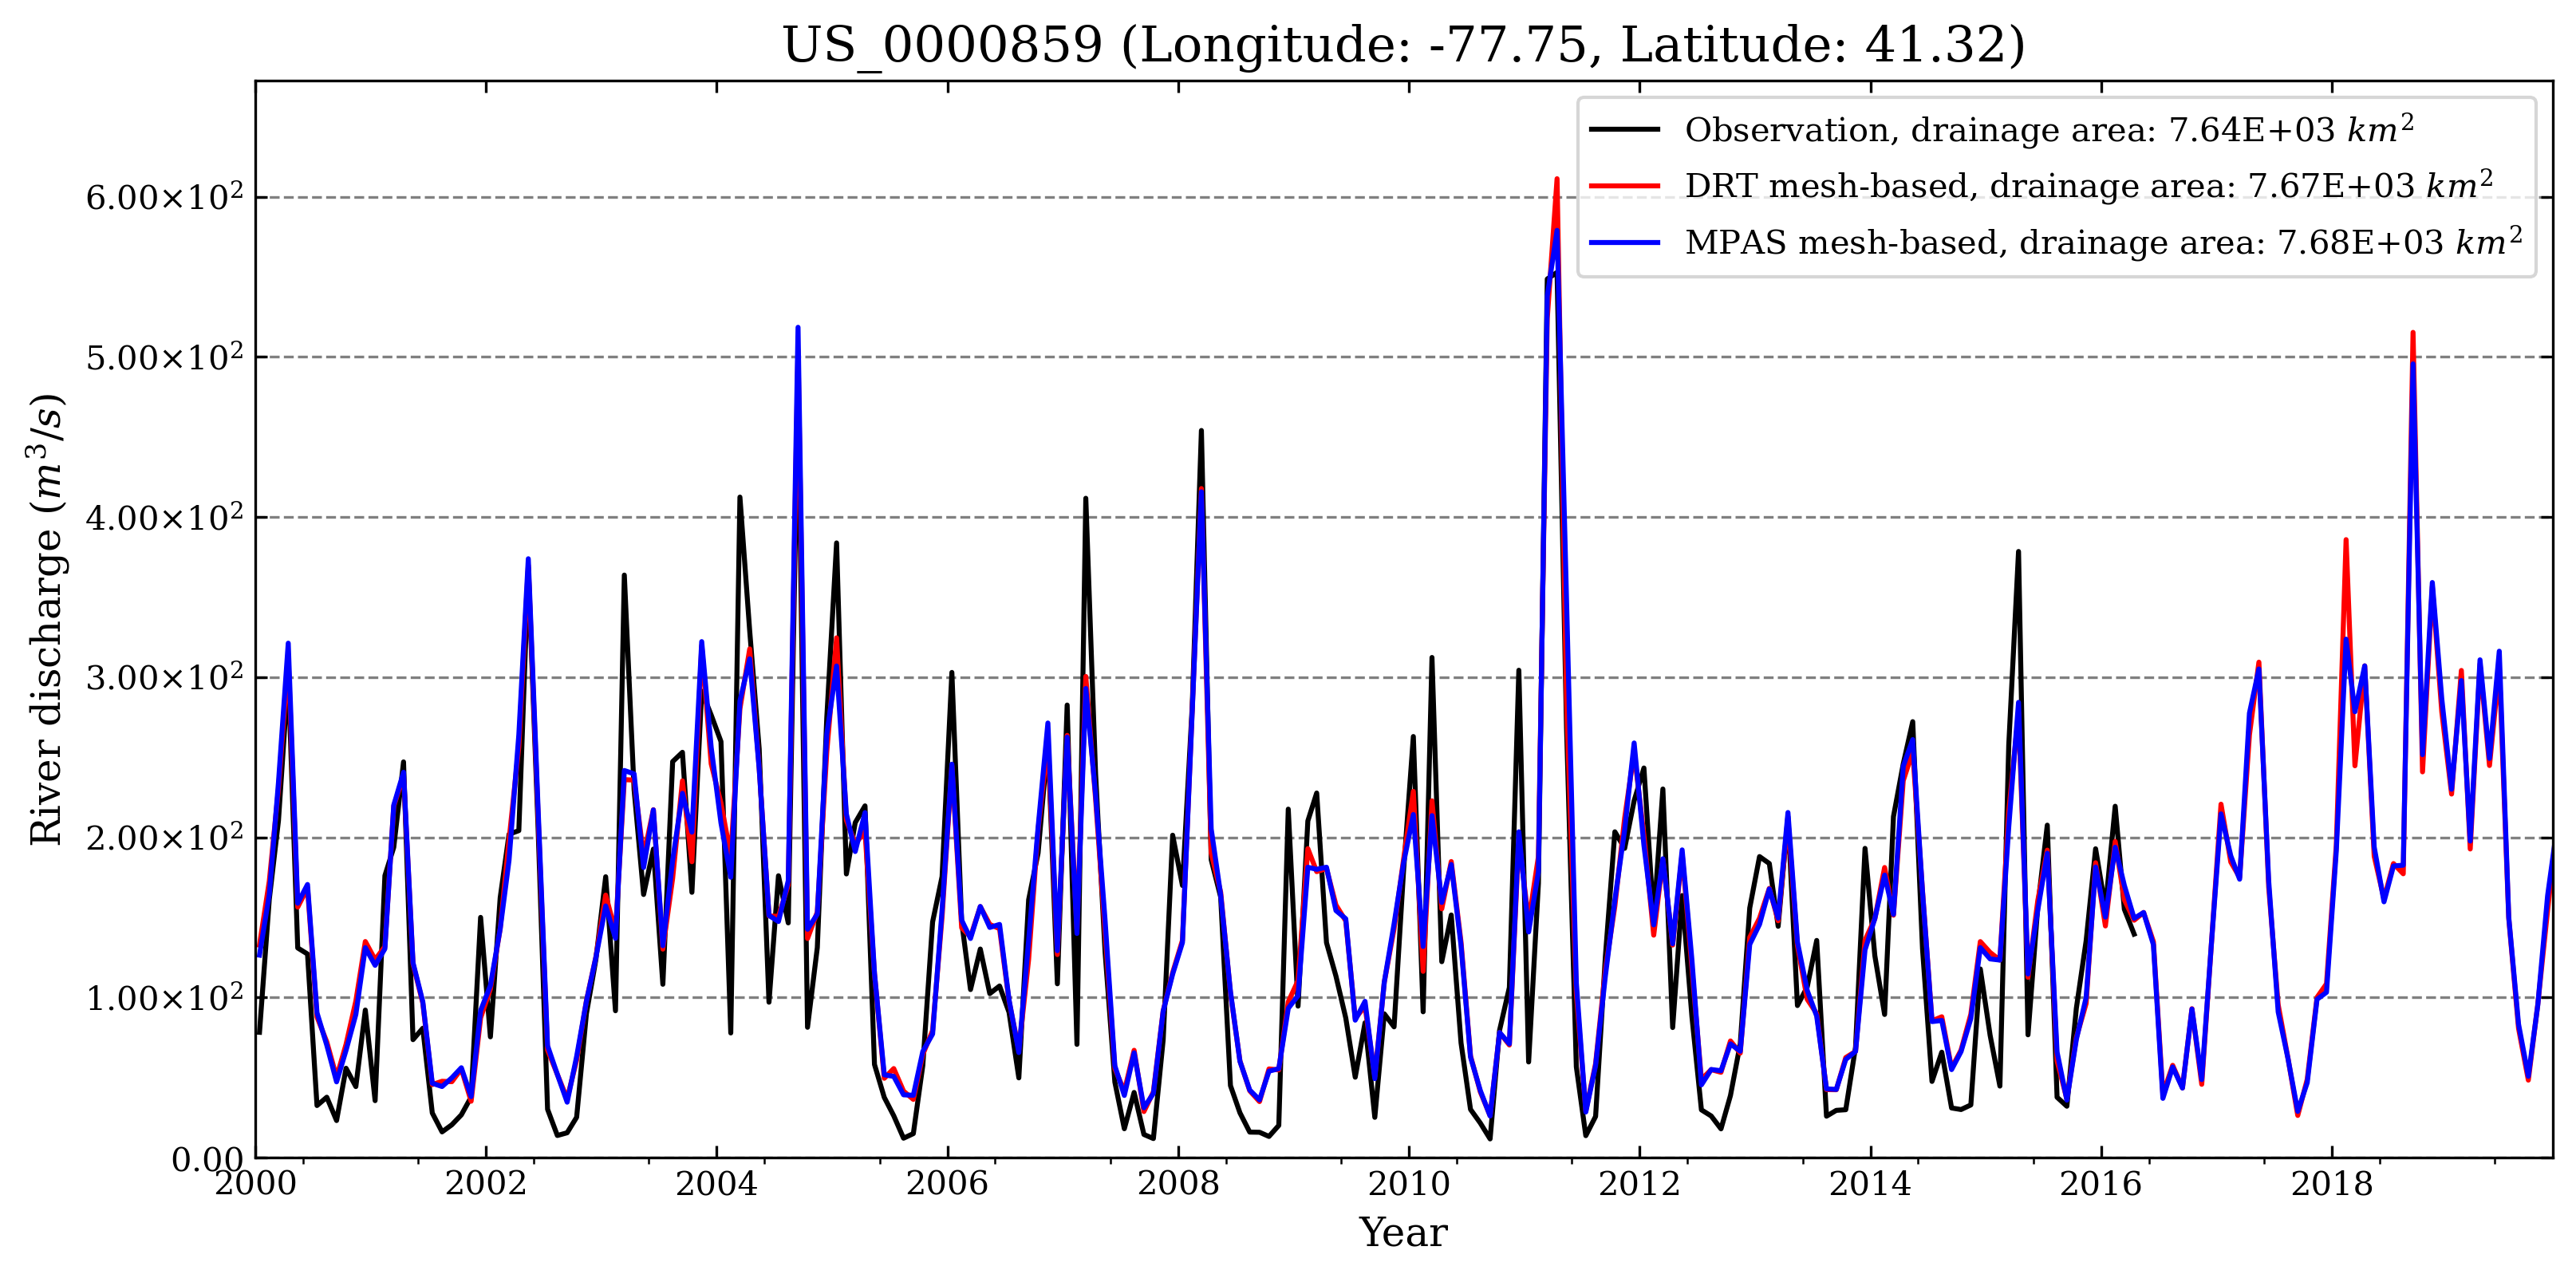 US_0000859 (Longitude: -77.75, Latitude: 41.32)
Observation, drainage area: 7.64E+03 km²
DRT mesh-based, drainage area: 7.67E+03 km²
MPAS mesh-based, drainage area: 7.68E+03 km²
River discharge (m³/s)
6.00×10²
5.00×10²
4.00×10²
3.00×10²
2.00×10²
1.00×10²
0.00
2000 2002 2004 2006 2008 2010 2012 2014 2016 2018
Year